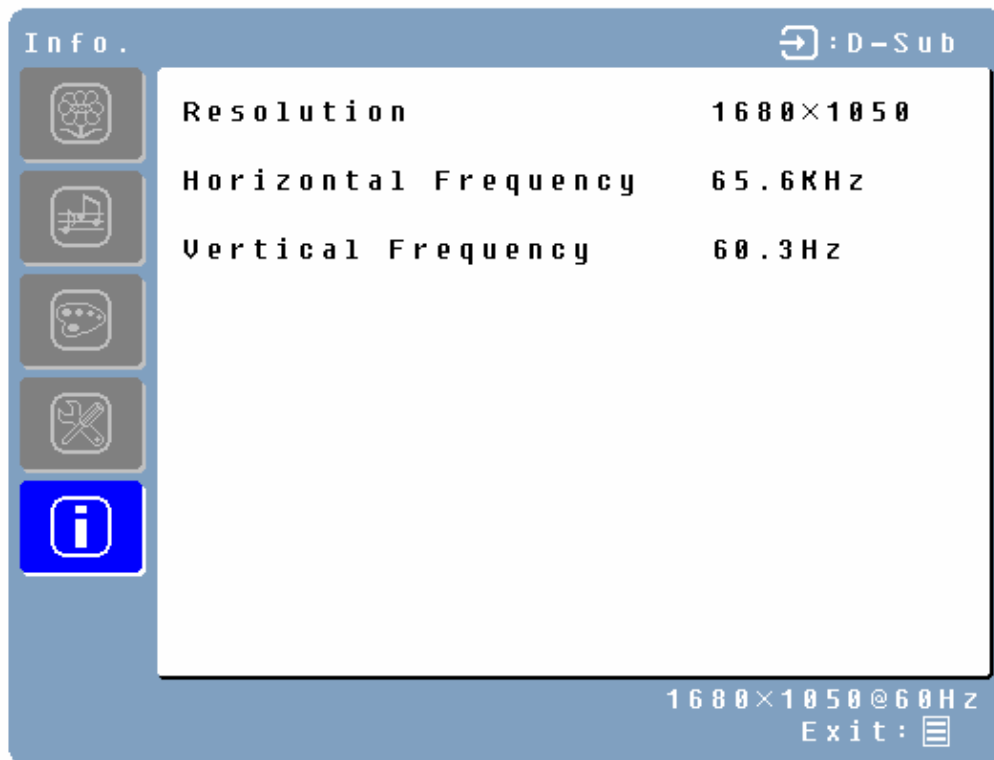 Info. :D-Sub
Resolution 1680×1050
Horizontal Frequency 65.6KHz
Vertical Frequency 60.3Hz
1680×1050@60Hz
Exit: